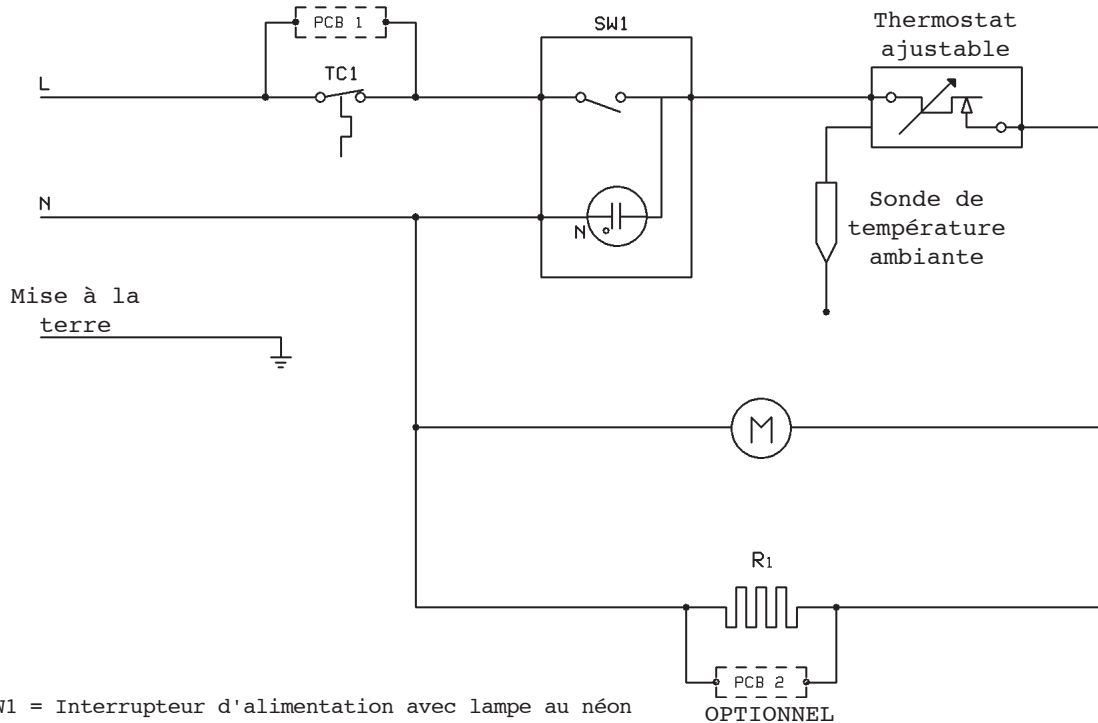 PCB 1
SW1
Thermostat
ajustable
TC1
L
N
N
Sonde de
température
ambiante
Mise à la
terre
M
R1
PCB 2
OPTIONNEL
W1 = Interrupteur d'alimentation avec lampe au néon